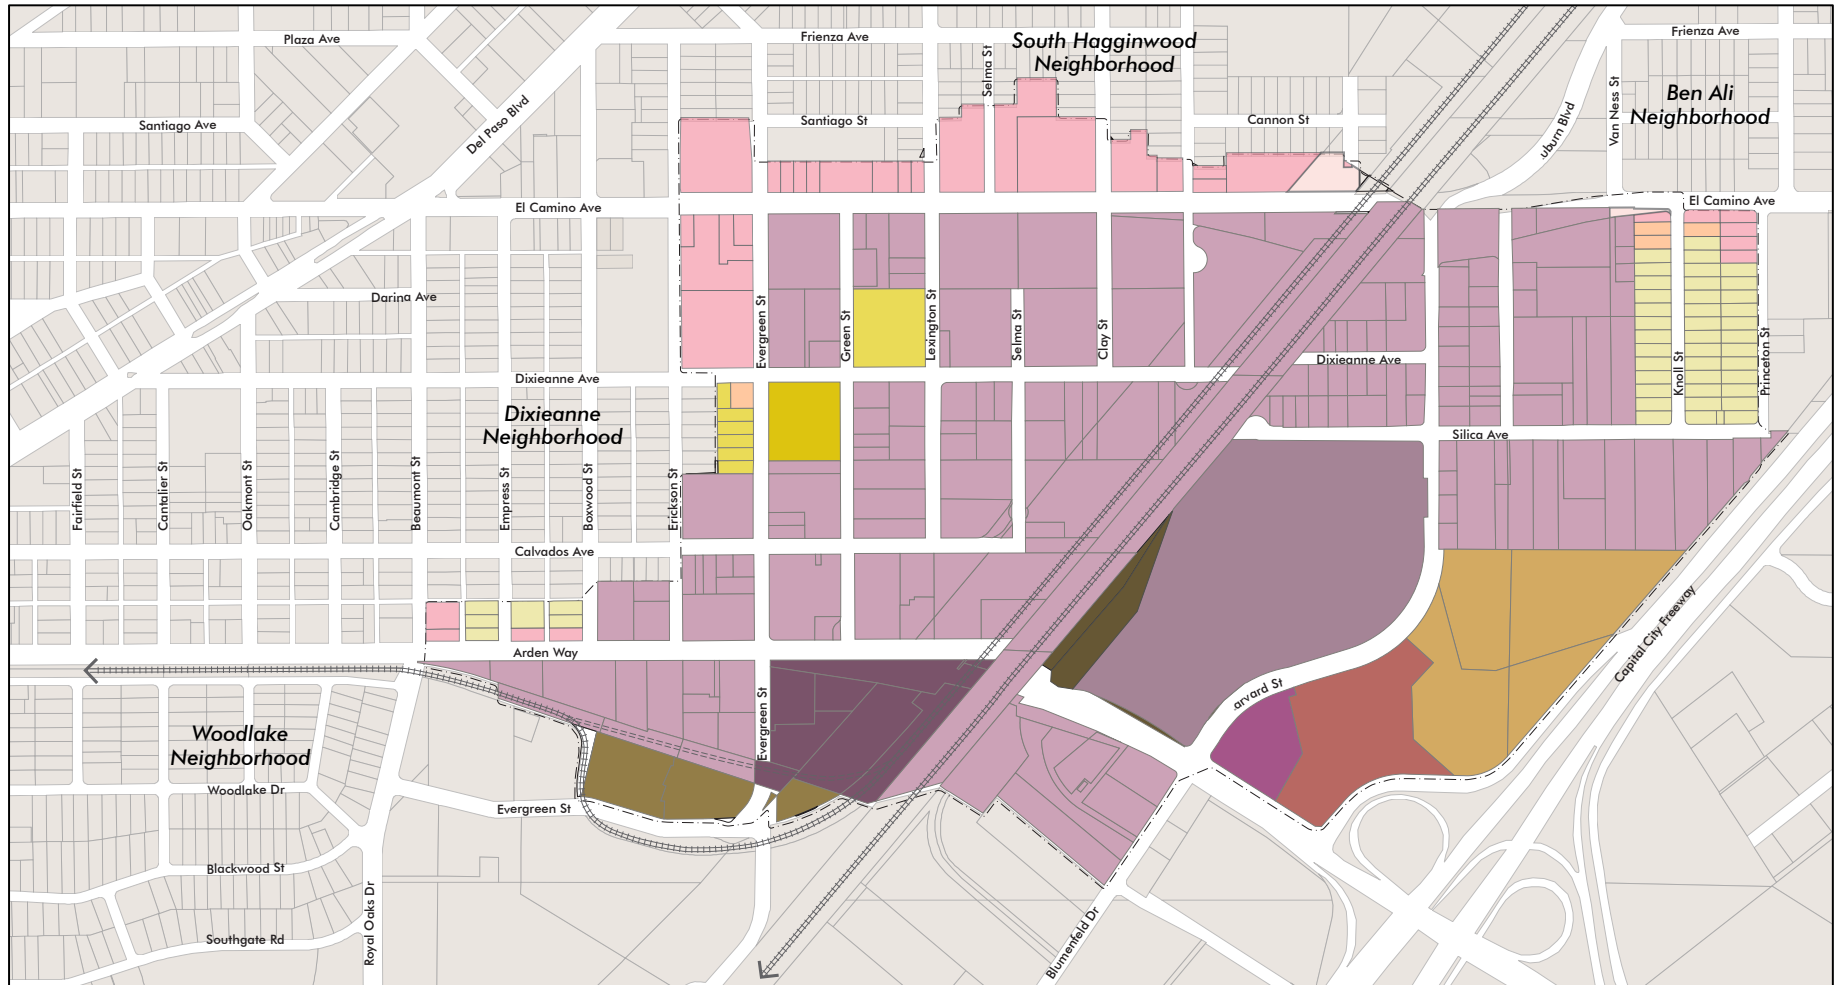 Plaza Ave
Frienza Ave
South Hagginwood
Neighborhood
Frienza Ave
Selma St
Del Paso Blvd
Santiago Ave
Santiago St
Cannon St
uburn Blvd
Van Ness St
Ben Ali
Neighborhood
El Camino Ave
El Camino Ave
Darina Ave
Evergreen St
Green St
Lexington St
Selma St
Clay St
Dixieanne Ave
Knoll St
Princeton St
Dixieanne Ave
Dixieanne
Neighborhood
Silica Ave
Fairfield St
Cantalier St
Oakmont St
Cambridge St
Beaumont St
Empress St
Boxwood St
Erickson St
Calvados Ave
Capital City Freeway
Arden Way
arvard St
Evergreen St
Woodlake
Neighborhood
Woodlake Dr
Evergreen St
Blackwood St
Royal Oaks Dr
Southgate Rd
Blumenfeld Dr